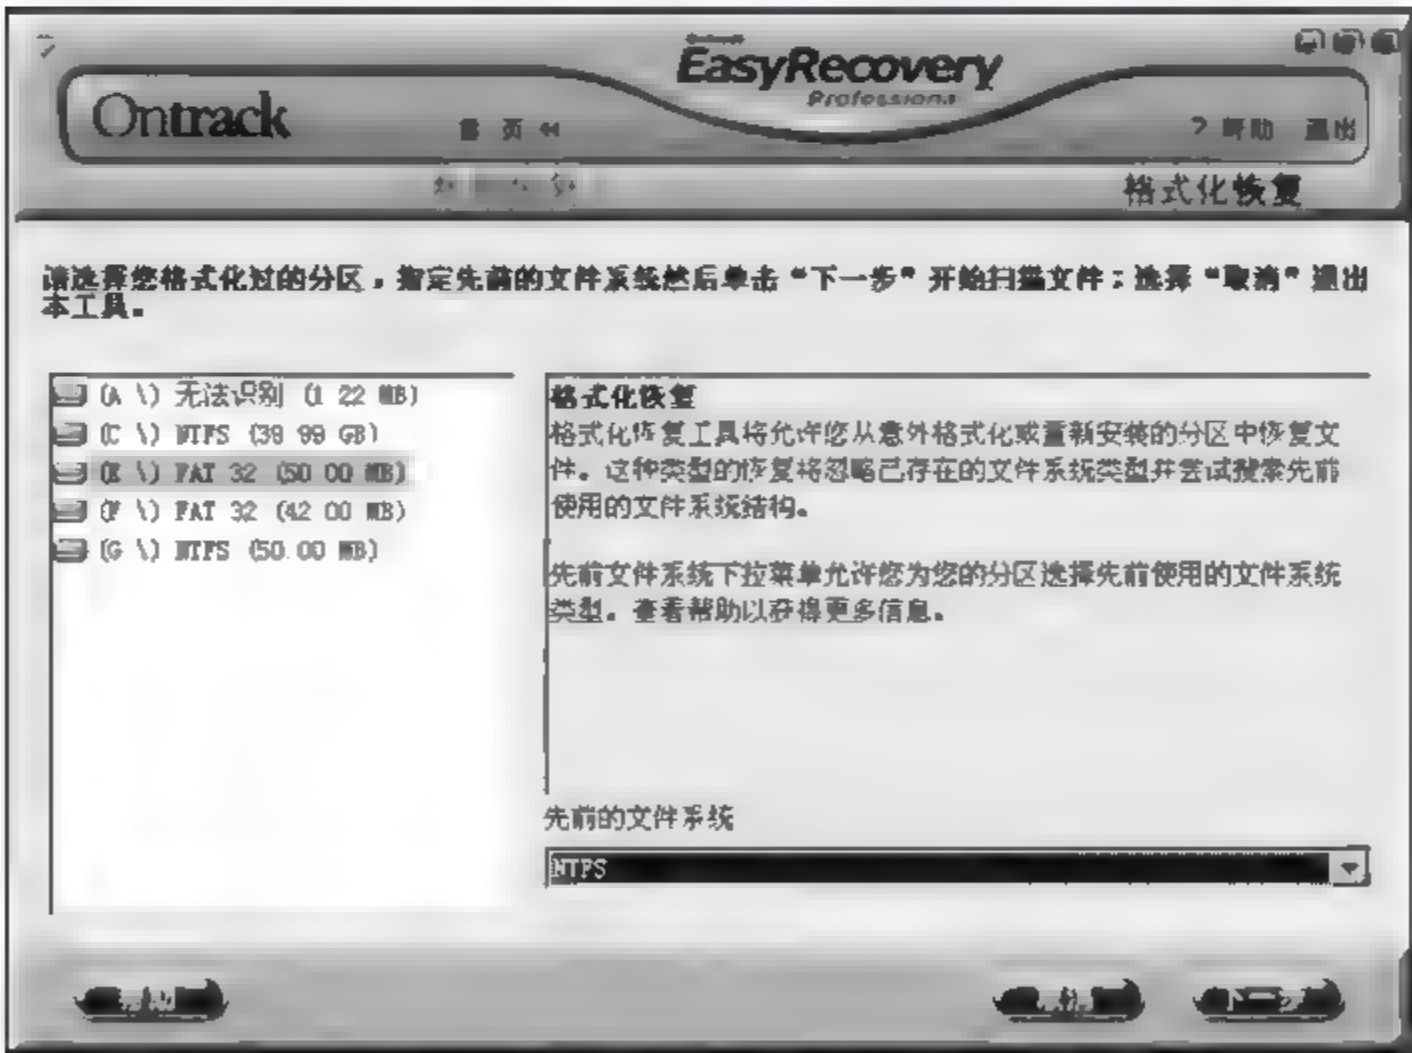 EasyRecovery
Professional
Ontrack
首 页
? 帮助 退出
格式化恢复
请选择您格式化过的分区，指定先前的文件系统然后单击“下一步”开始扫描文件；选择“取消”退出
本工具。
(A \) 无法识别 (1 22 MB)
(C \) NTFS (39 99 GB)
(E \) FAT 32 (50 00 MB)
(F \) FAT 32 (42 00 MB)
(G \) NTFS (50.00 MB)
格式化恢复
格式化恢复工具将允许您从意外格式化或重新安装的分区中恢复文
件。这种类型的恢复将忽略已存在的文件系统类型并尝试搜索先前
使用的文件系统结构。
先前文件系统下拉菜单允许您为您的分区选择先前使用的文件系统
类型。查看帮助以获得更多信息。
先前的文件系统
NTFS
帮助
取消
下一步